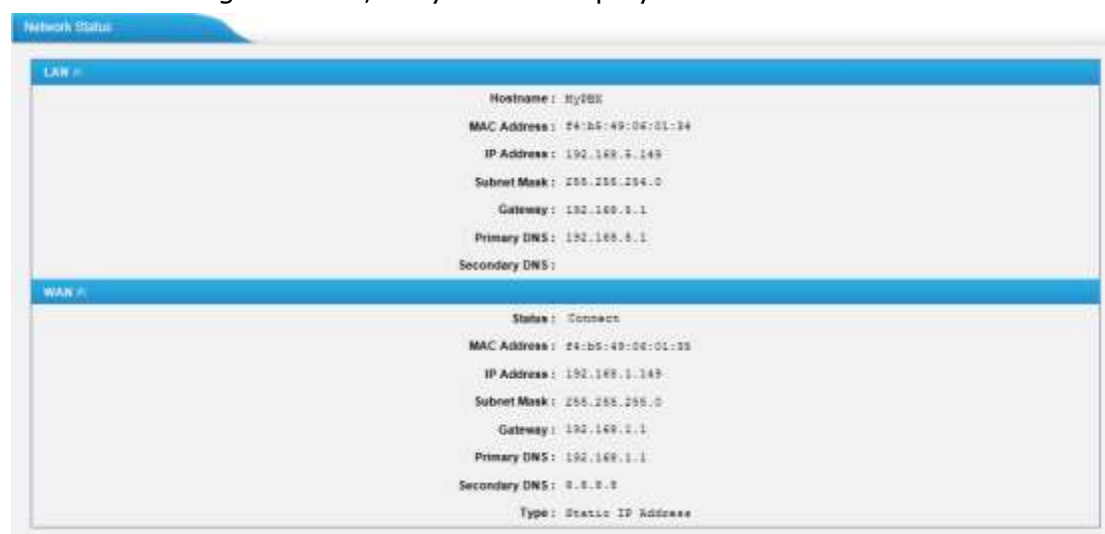 Network Status
LAN
Hostname : MyPBX
MAC Address : f4:b5:49:06:01:34
IP Address : 192.168.5.149
Subnet Mask : 255.255.254.0
Gateway : 192.168.5.1
Primary DNS : 192.168.5.1
Secondary DNS :
WAN
Status : Connect
MAC Address : f4:b5:49:06:01:35
IP Address : 192.168.1.149
Subnet Mask : 255.255.255.0
Gateway : 192.168.1.1
Primary DNS : 192.168.1.1
Secondary DNS :
Type : Static IP Address